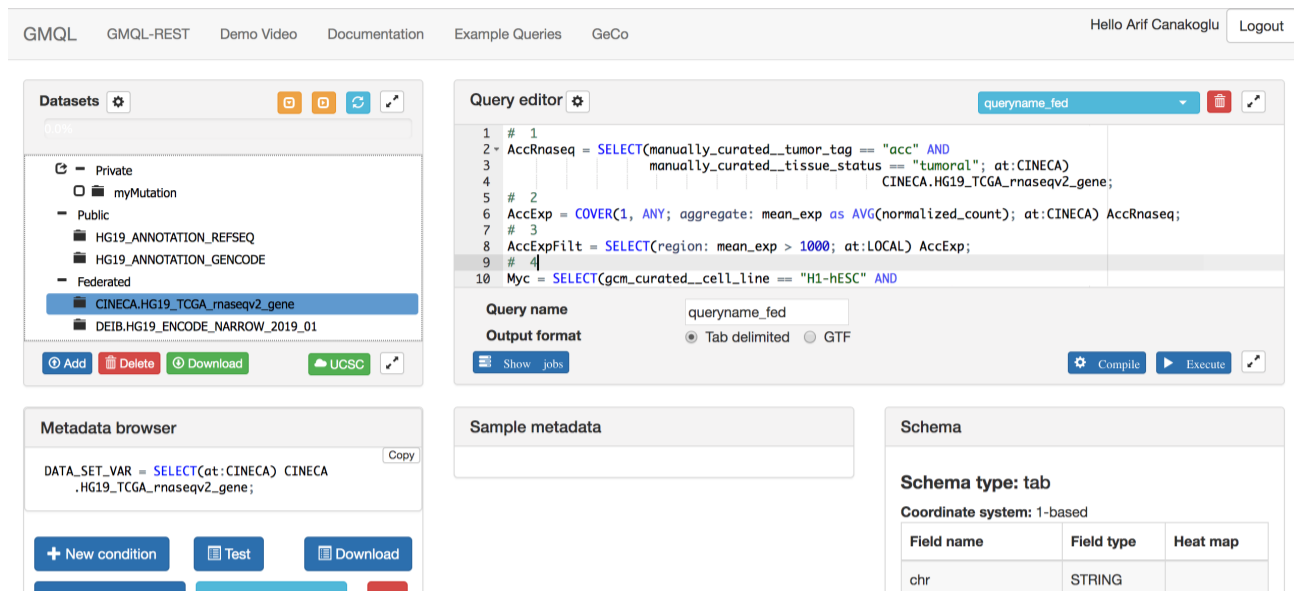 GMQL GMQL-REST Demo Video Documentation Example Queries GeCo Hello Arif Canakoglu Logout
Datasets
0.0%
Private
myMutation
Public
HG19_ANNOTATION_REFSEQ
HG19_ANNOTATION_GENCODE
Federated
CINECA.HG19_TCGA_rnaseqv2_gene
DEIB.HG19_ENCODE_NARROW_2019_01
Add Delete Download UCSC
Query editor queryname_fed
1 # 1
2 AccRnaseq = SELECT(manually_curated__tumor_tag == "acc" AND
3 manually_curated__tissue_status == "tumoral"; at:CINECA)
4 CINECA.HG19_TCGA_rnaseqv2_gene;
5 # 2
6 AccExp = COVER(1, ANY; aggregate: mean_exp as AVG(normalized_count); at:CINECA) AccRnaseq;
7 # 3
8 AccExpFilt = SELECT(region: mean_exp > 1000; at:LOCAL) AccExp;
9 # 4
10 Myc = SELECT(gcm_curated__cell_line == "H1-hESC" AND
Query name queryname_fed
Output format Tab delimited GTF
Show jobs Compile Execute
Metadata browser
Copy
DATA_SET_VAR = SELECT(at:CINECA) CINECA
.HG19_TCGA_rnaseqv2_gene;
New condition Test Download
Sample metadata
Schema
Schema type: tab
Coordinate system: 1-based
Field name Field type Heat map
chr STRING